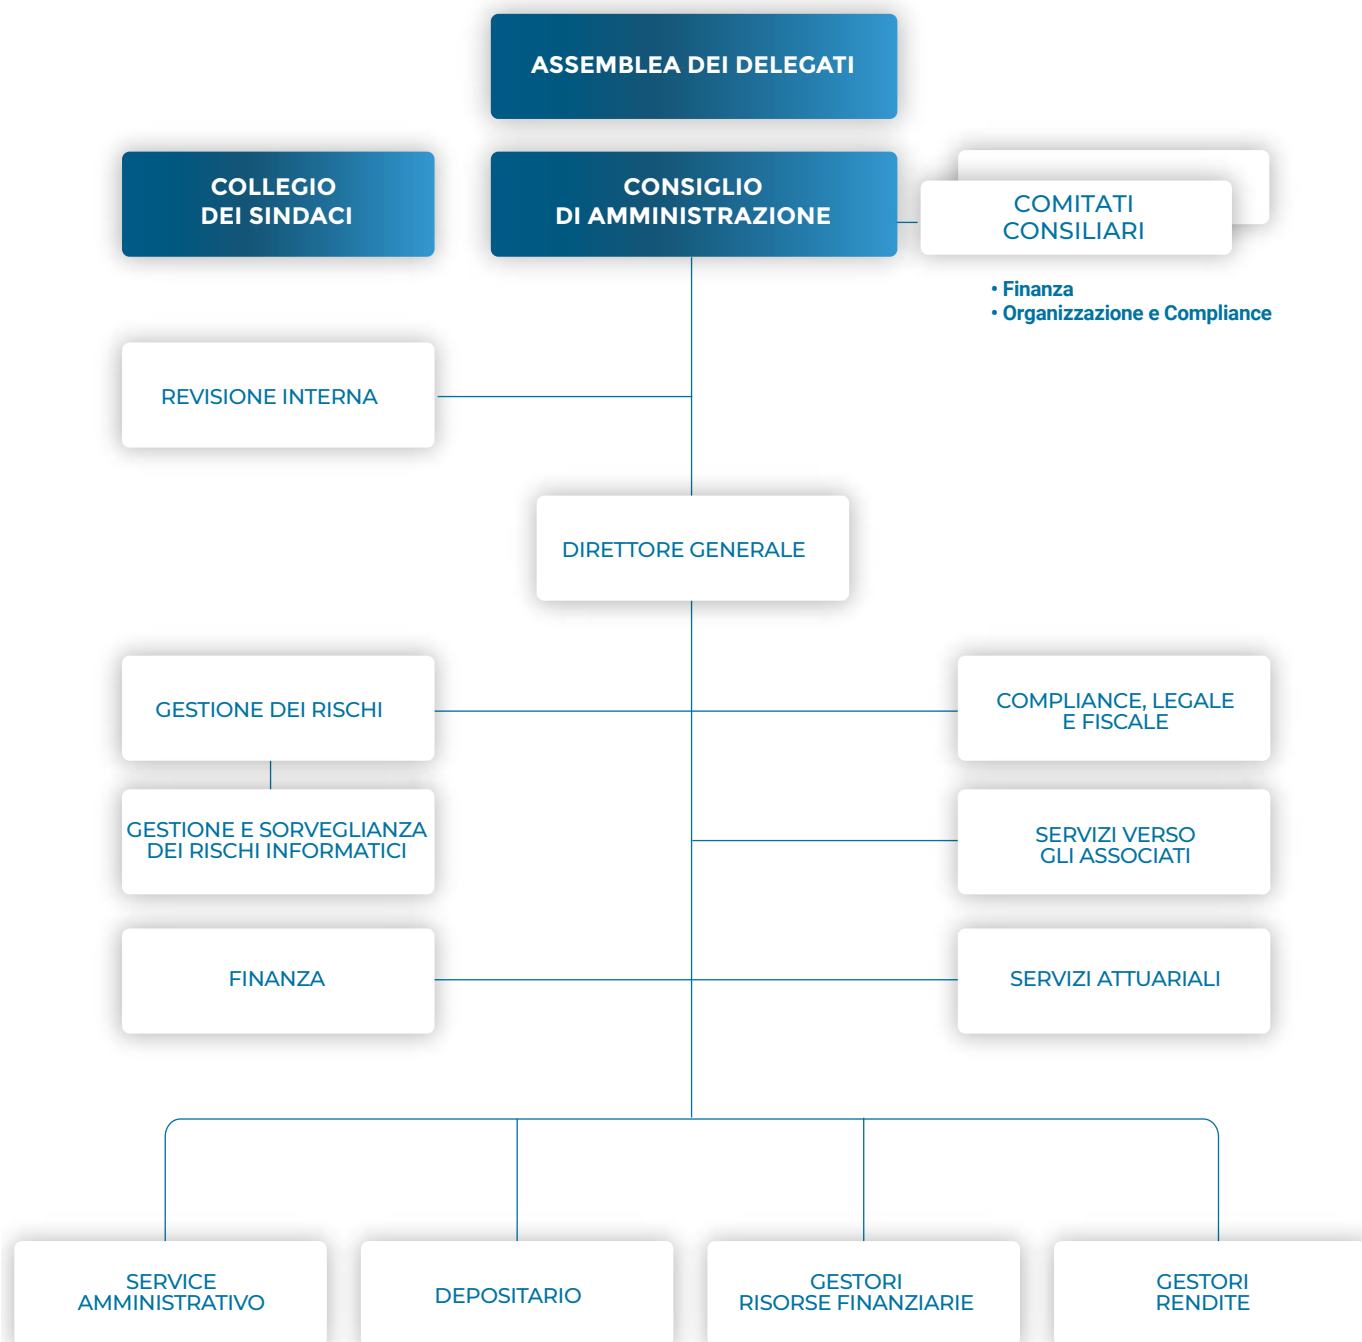 ASSEMBLEA DEI DELEGATI
COLLEGIO
DEI SINDACI
CONSIGLIO
DI AMMINISTRAZIONE
COMITATI
CONSILIARI
• Finanza
• Organizzazione e Compliance
REVISIONE INTERNA
DIRETTORE GENERALE
GESTIONE DEI RISCHI
COMPLIANCE, LEGALE
E FISCALE
GESTIONE E SORVEGLIANZA
DEI RISCHI INFORMATICI
SERVIZI VERSO
GLI ASSOCIATI
FINANZA
SERVIZI ATTUARIALI
SERVICE
AMMINISTRATIVO
DEPOSITARIO
GESTORI
RISORSE FINANZIARIE
GESTORI
RENDITE